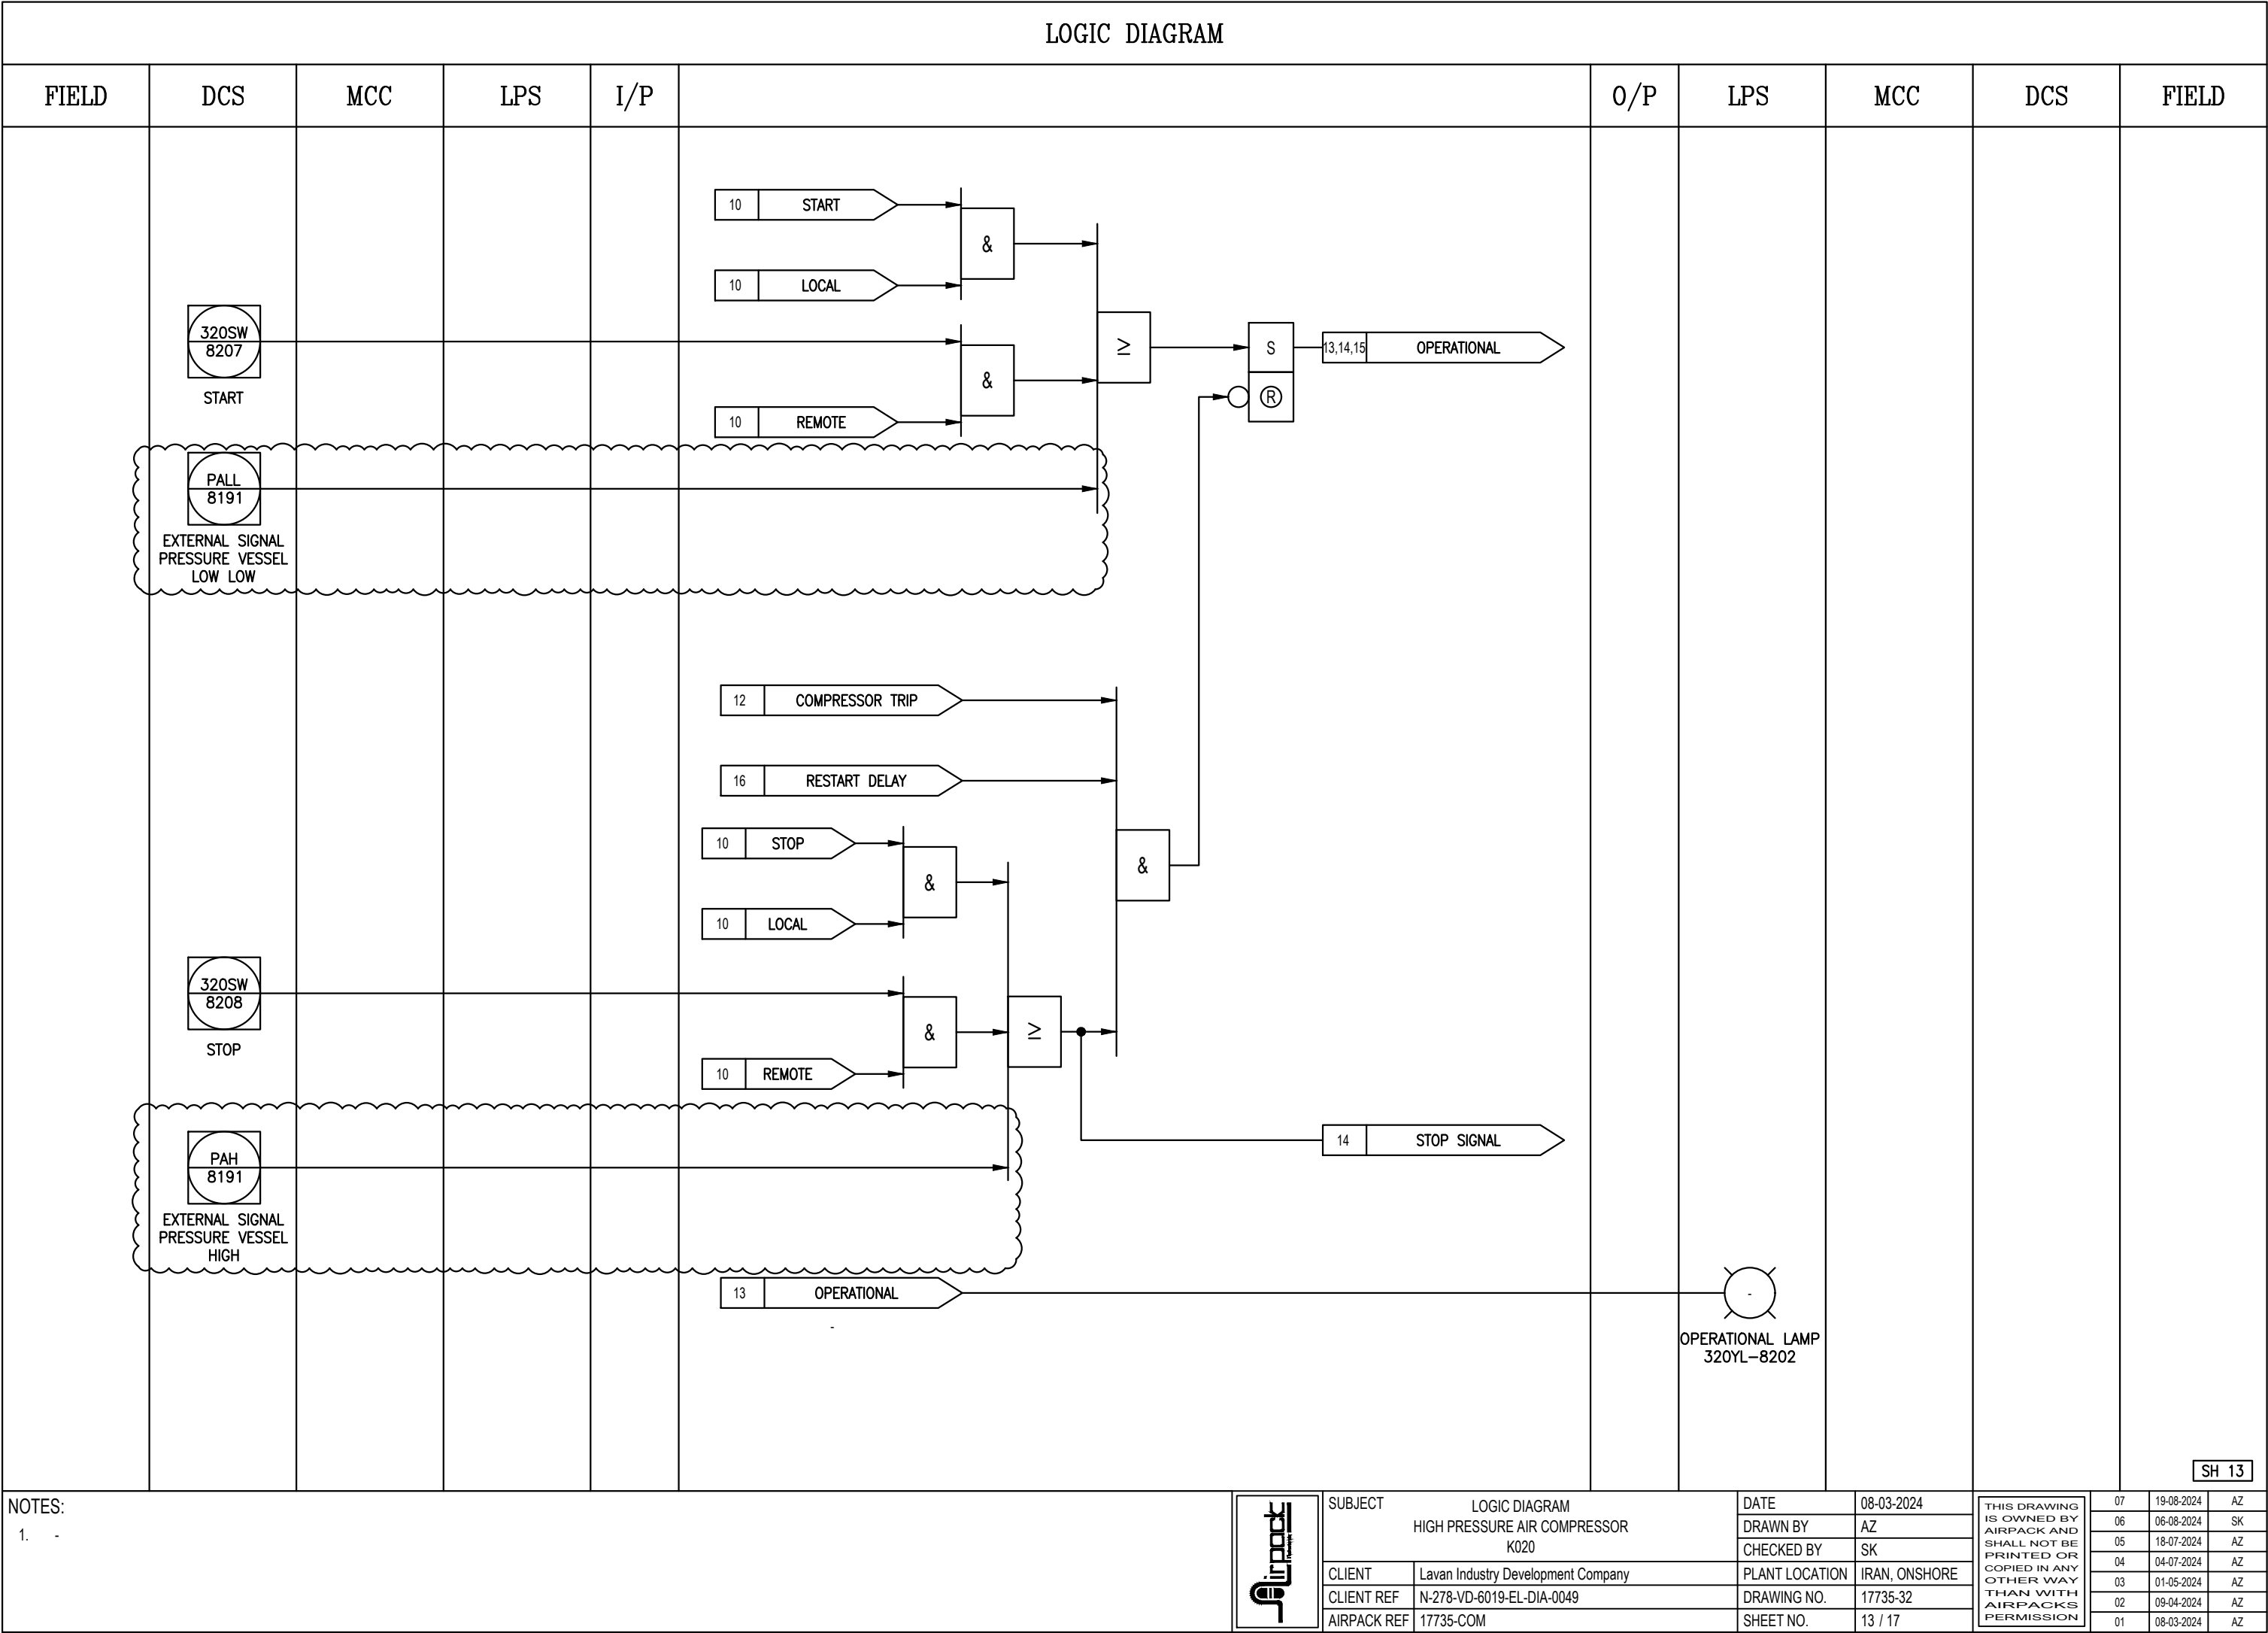 LOGIC DIAGRAM
FIELD DCS MCC LPS I/P O/P LPS MCC DCS FIELD
10 START
&
10 LOCAL
320SW
8207
START
≥
S
13,14,15 OPERATIONAL
&
R
10 REMOTE
PALL
8191
EXTERNAL SIGNAL
PRESSURE VESSEL
LOW LOW
12 COMPRESSOR TRIP
16 RESTART DELAY
10 STOP
&
&
10 LOCAL
320SW
8208
STOP
&
≥
10 REMOTE
14 STOP SIGNAL
PAH
8191
EXTERNAL SIGNAL
PRESSURE VESSEL
HIGH
13 OPERATIONAL
-
-
OPERATIONAL LAMP
320YL-8202
SH 13
NOTES:
1. -
Airpack
SUBJECT LOGIC DIAGRAM
HIGH PRESSURE AIR COMPRESSOR
K020
CLIENT Lavan Industry Development Company
CLIENT REF N-278-VD-6019-EL-DIA-0049
AIRPACK REF 17735-COM
DATE 08-03-2024
DRAWN BY AZ
CHECKED BY SK
PLANT LOCATION IRAN, ONSHORE
DRAWING NO. 17735-32
SHEET NO. 13 / 17
THIS DRAWING
IS OWNED BY
AIRPACK AND
SHALL NOT BE
PRINTED OR
COPIED IN ANY
OTHER WAY
THAN WITH
AIRPACKS
PERMISSION
07 19-08-2024 AZ
06 06-08-2024 SK
05 18-07-2024 AZ
04 04-07-2024 AZ
03 01-05-2024 AZ
02 09-04-2024 AZ
01 08-03-2024 AZ